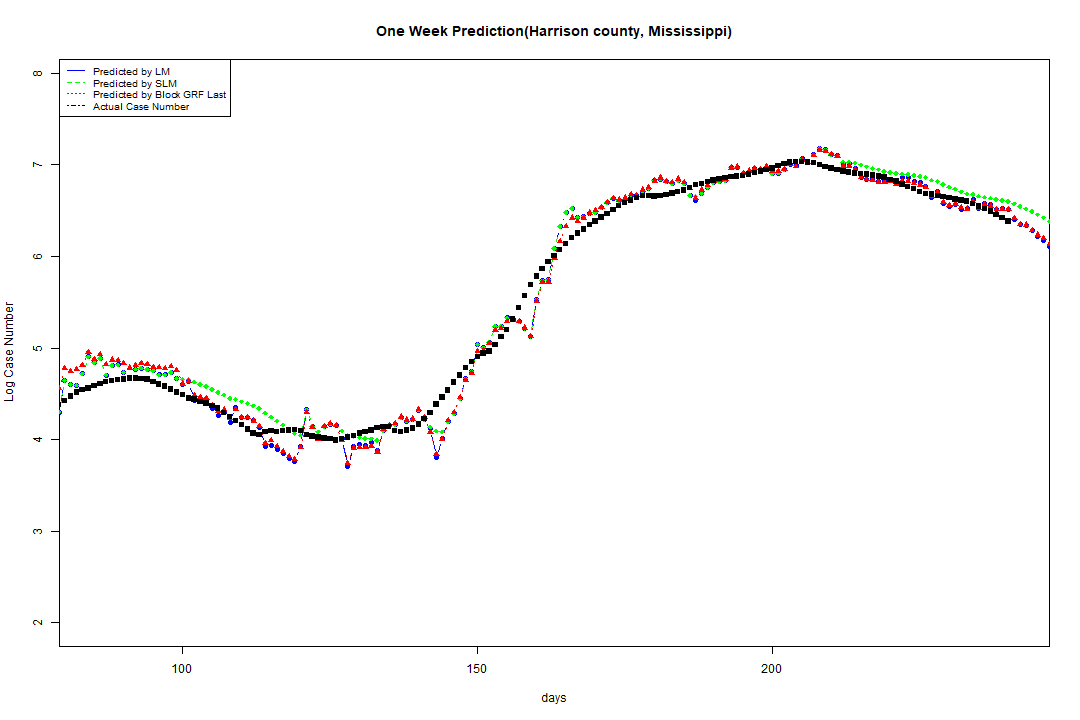 One Week Prediction(Harrison county, Mississippi)
Predicted by LM
Predicted by SLM
Predicted by Block GRF Last
Actual Case Number
8
7
6
5
4
3
2
Log Case Number
100
150
200
days